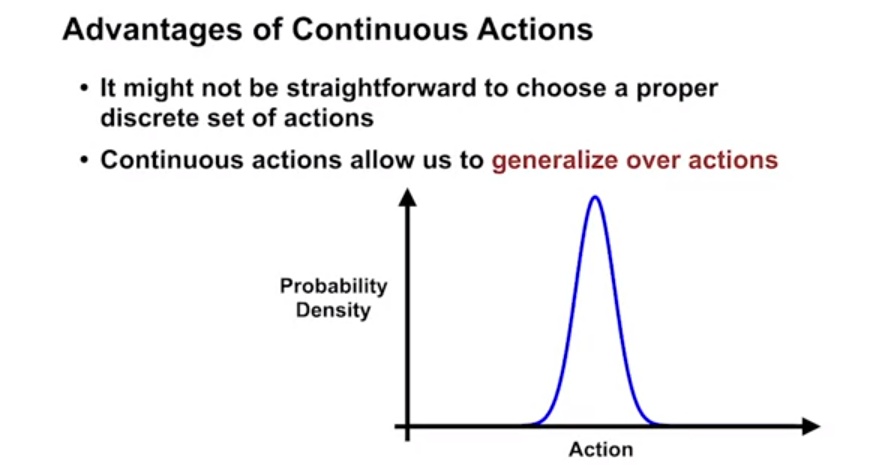 Advantages of Continuous Actions
• It might not be straightforward to choose a proper
discrete set of actions
• Continuous actions allow us to generalize over actions
Probability
Density
Action